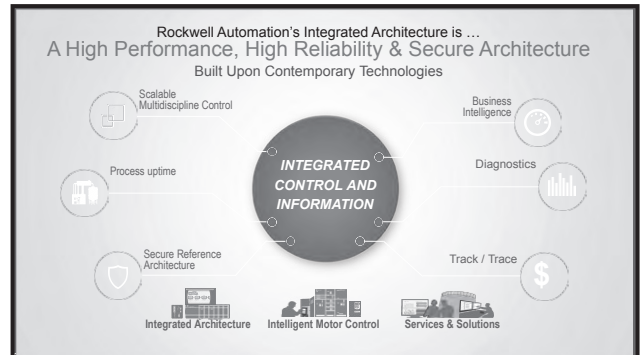 Rockwell Automation's Integrated Architecture is …
A High Performance, High Reliability & Secure Architecture
Built Upon Contemporary Technologies
Scalable
Multidiscipline Control
Business
Intelligence
INTEGRATED
CONTROL AND
INFORMATION
Process uptime
Diagnostics
Secure Reference
Architecture
Track / Trace
$
Integrated Architecture
Intelligent Motor Control
Services & Solutions